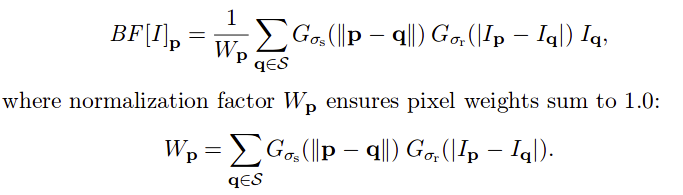 BF[I]_p = 1/W_p ∑_{q∈S} G_{σ_s}(‖p − q‖) G_{σ_r}(|I_p − I_q|) I_q,
where normalization factor W_p ensures pixel weights sum to 1.0:
W_p = ∑_{q∈S} G_{σ_s}(‖p − q‖) G_{σ_r}(|I_p − I_q|).